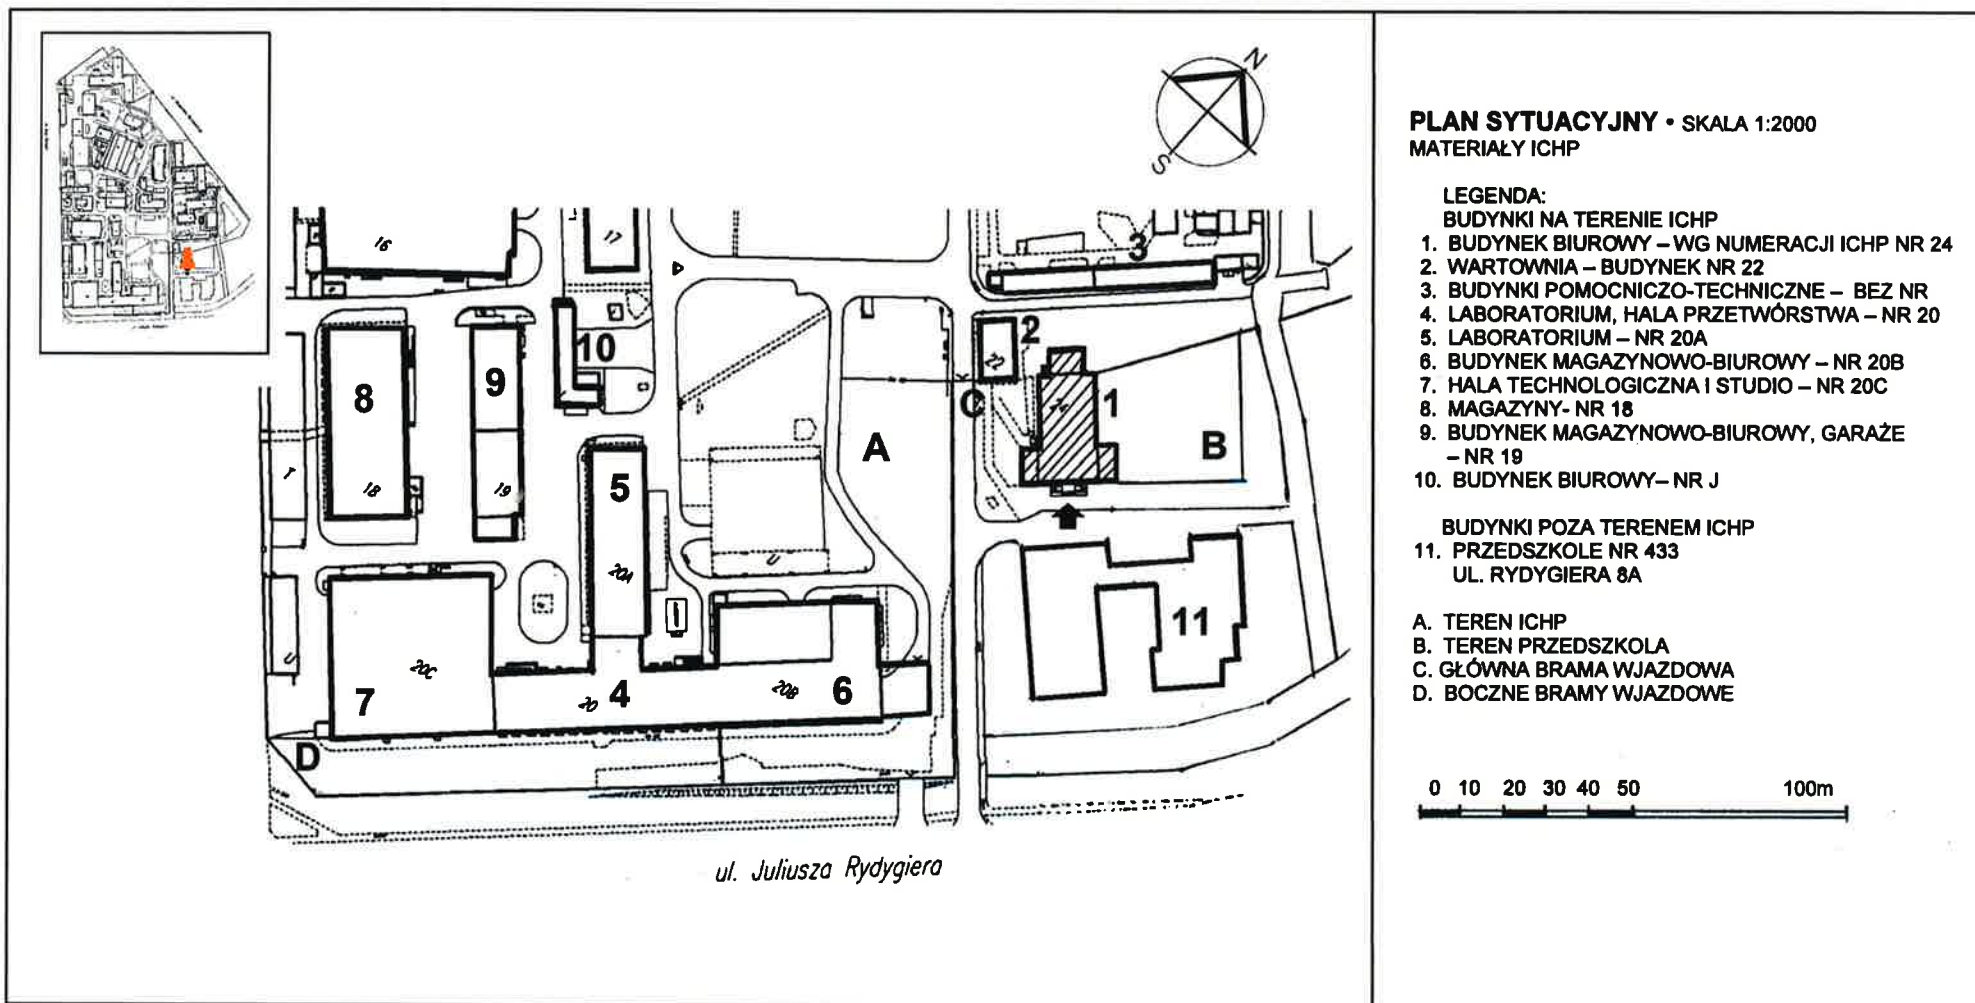 N
S
16
17
3
2
22
10
8
9
1
24
C
A
B
5
T
18
19
20A
U
U
11
20C
7
20
4
20B
6
D
ul. Juliusza Rydygiera
PLAN SYTUACYJNY • SKALA 1:2000
MATERIAŁY ICHP
LEGENDA:
BUDYNKI NA TERENIE ICHP
1. BUDYNEK BIUROWY – WG NUMERACJI ICHP NR 24
2. WARTOWNIA – BUDYNEK NR 22
3. BUDYNKI POMOCNICZO-TECHNICZNE – BEZ NR
4. LABORATORIUM, HALA PRZETWÓRSTWA – NR 20
5. LABORATORIUM – NR 20A
6. BUDYNEK MAGAZYNOWO-BIUROWY – NR 20B
7. HALA TECHNOLOGICZNA I STUDIO – NR 20C
8. MAGAZYNY- NR 18
9. BUDYNEK MAGAZYNOWO-BIUROWY, GARAŻE
– NR 19
10. BUDYNEK BIUROWY– NR J
BUDYNKI POZA TERENEM ICHP
11. PRZEDSZKOLE NR 433
UL. RYDYGIERA 8A
A. TEREN ICHP
B. TEREN PRZEDSZKOLA
C. GŁÓWNA BRAMA WJAZDOWA
D. BOCZNE BRAMY WJAZDOWE
0 10 20 30 40 50 100m